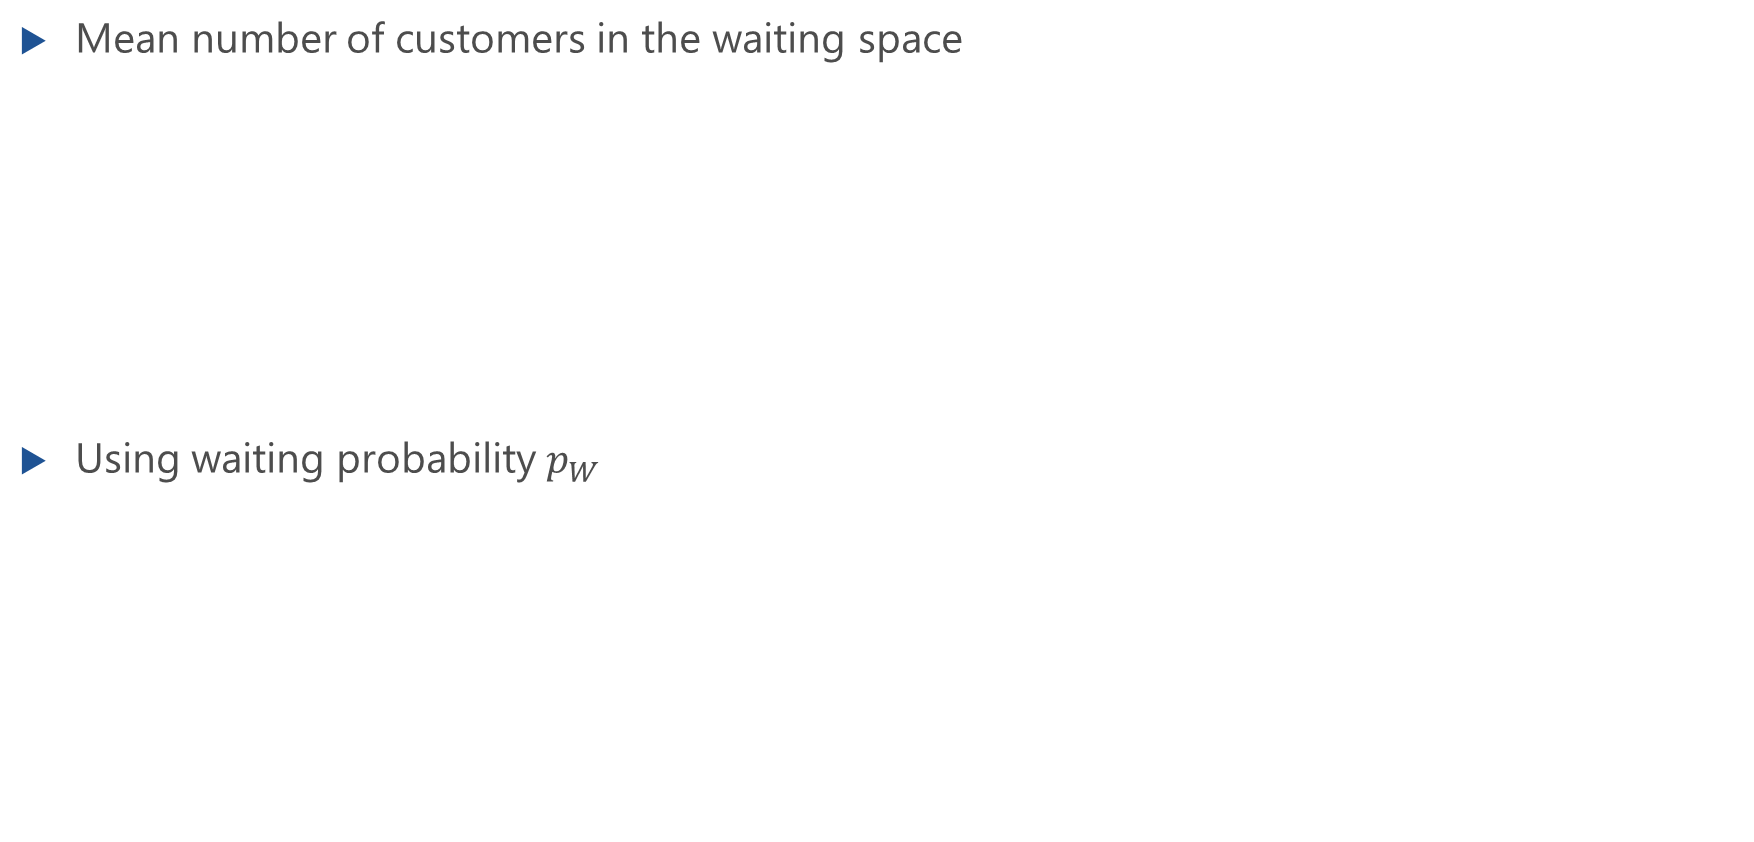 ▶ Mean number of customers in the waiting space
▶ Using waiting probability p_W